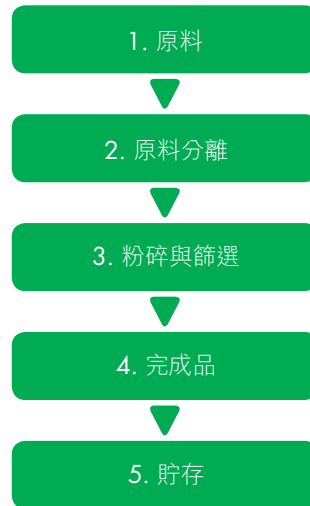 1. 原料
2. 原料分離
3. 粉碎與篩選
4. 完成品
5. 貯存